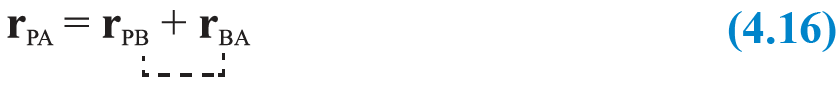 r_PA = r_PB + r_BA (4.16)